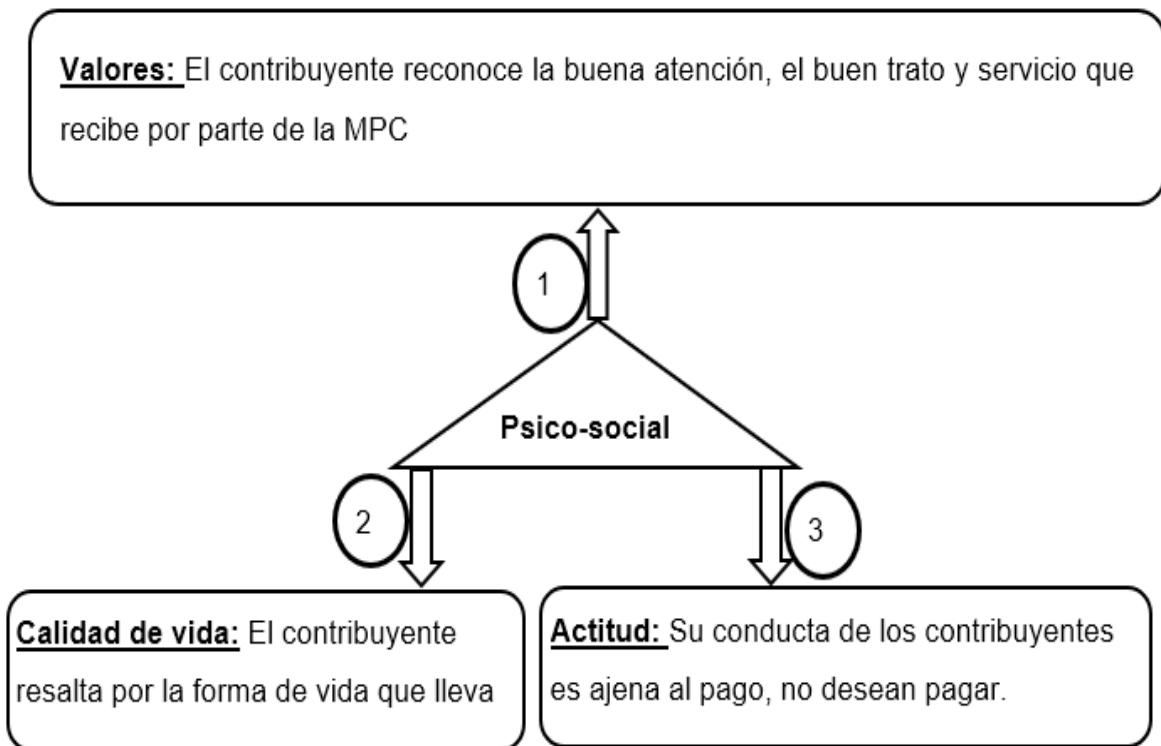 Valores: El contribuyente reconoce la buena atención, el buen trato y servicio que
recibe por parte de la MPC
1
Psico-social
2
3
Calidad de vida: El contribuyente
resalta por la forma de vida que lleva
Actitud: Su conducta de los contribuyentes
es ajena al pago, no desean pagar.